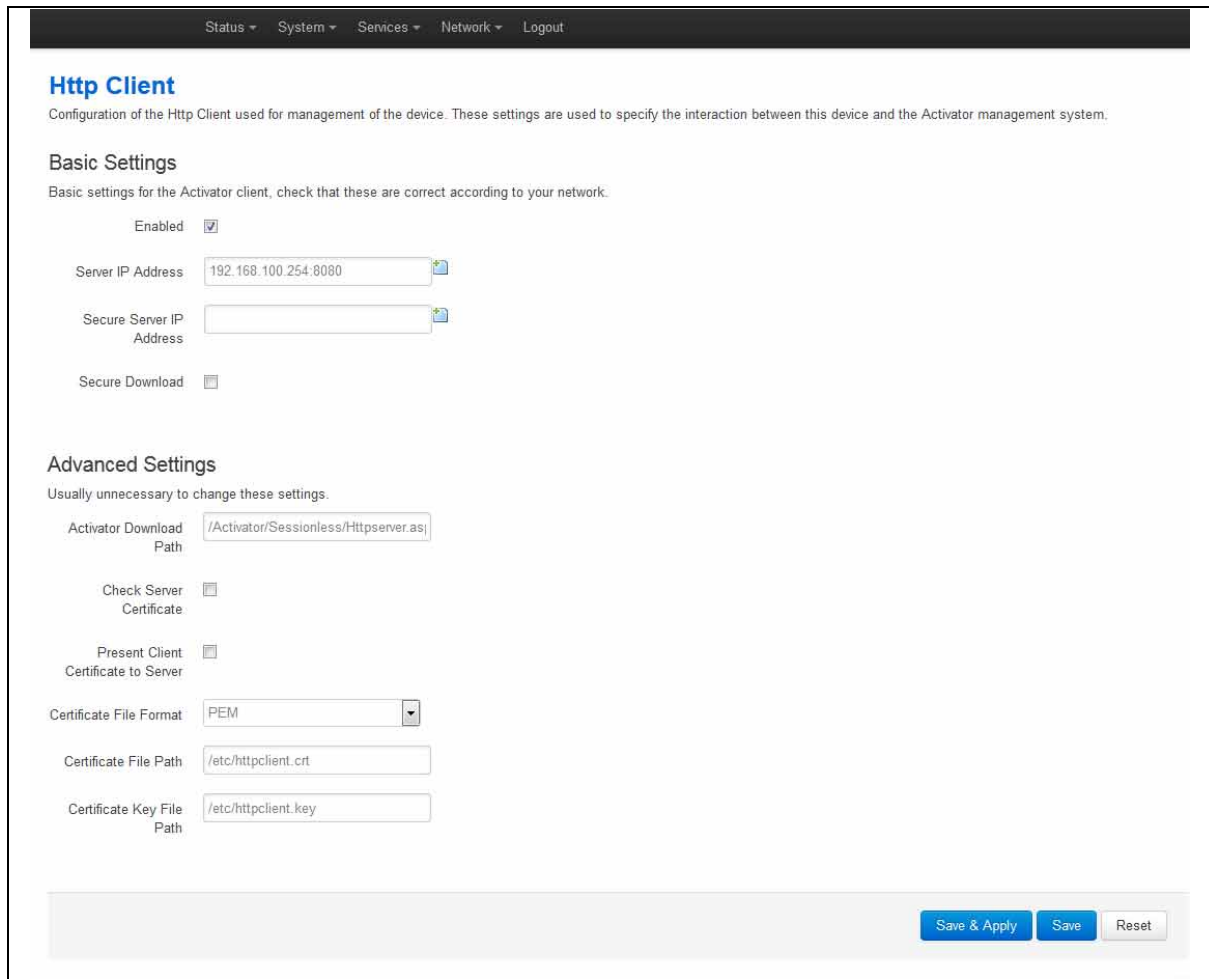 Status System Services Network Logout
Http Client
Configuration of the Http Client used for management of the device. These settings are used to specify the interaction between this device and the Activator management system.
Basic Settings
Basic settings for the Activator client, check that these are correct according to your network.
Enabled
Server IP Address 192.168.100.254:8080
Secure Server IP
Address
Secure Download
Advanced Settings
Usually unnecessary to change these settings.
Activator Download /Activator/Sessionless/Httpserver.asp
Path
Check Server
Certificate
Present Client
Certificate to Server
Certificate File Format PEM
Certificate File Path /etc/httpclient.crt
Certificate Key File /etc/httpclient.key
Path
Save & Apply Save Reset